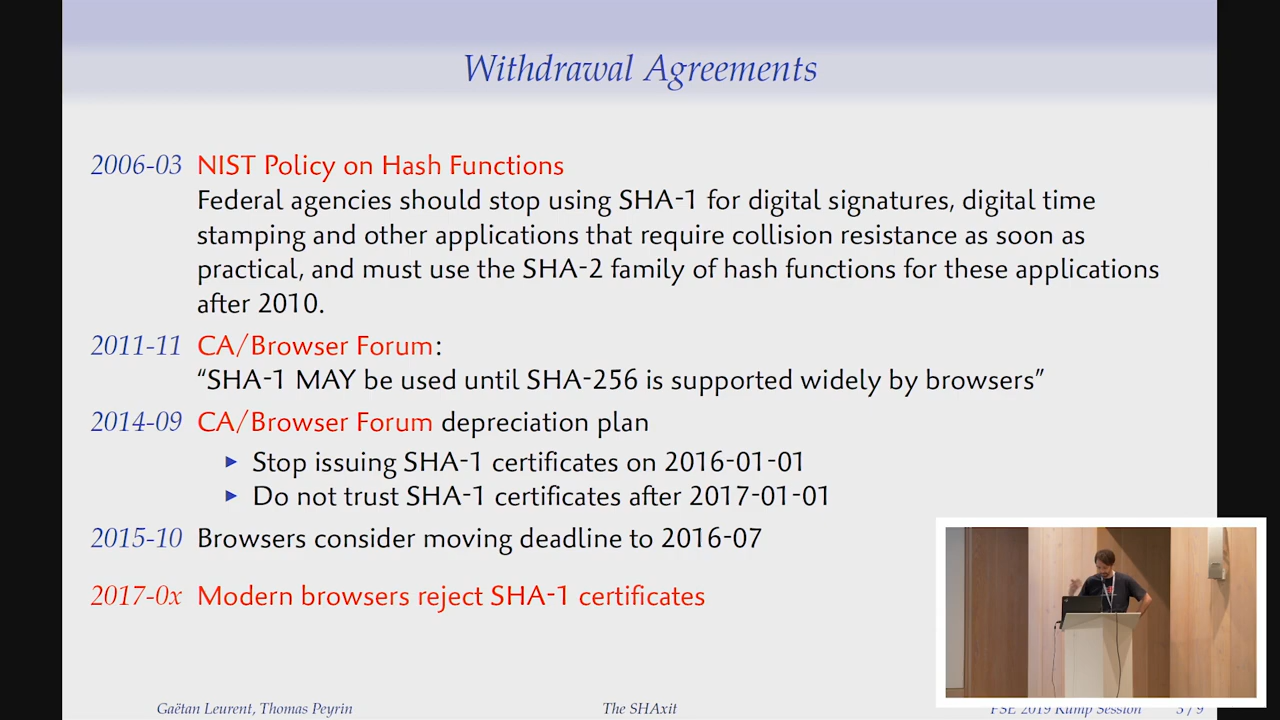 Withdrawal Agreements
2006-03 NIST Policy on Hash Functions
Federal agencies should stop using SHA-1 for digital signatures, digital time
stamping and other applications that require collision resistance as soon as
practical, and must use the SHA-2 family of hash functions for these applications
after 2010.
2011-11 CA/Browser Forum:
“SHA-1 MAY be used until SHA-256 is supported widely by browsers”
2014-09 CA/Browser Forum depreciation plan
▶ Stop issuing SHA-1 certificates on 2016-01-01
▶ Do not trust SHA-1 certificates after 2017-01-01
2015-10 Browsers consider moving deadline to 2016-07
2017-0x Modern browsers reject SHA-1 certificates
Gaëtan Leurent, Thomas Peyrin The SHAxit FSE 2019 Rump Session 3 / 9